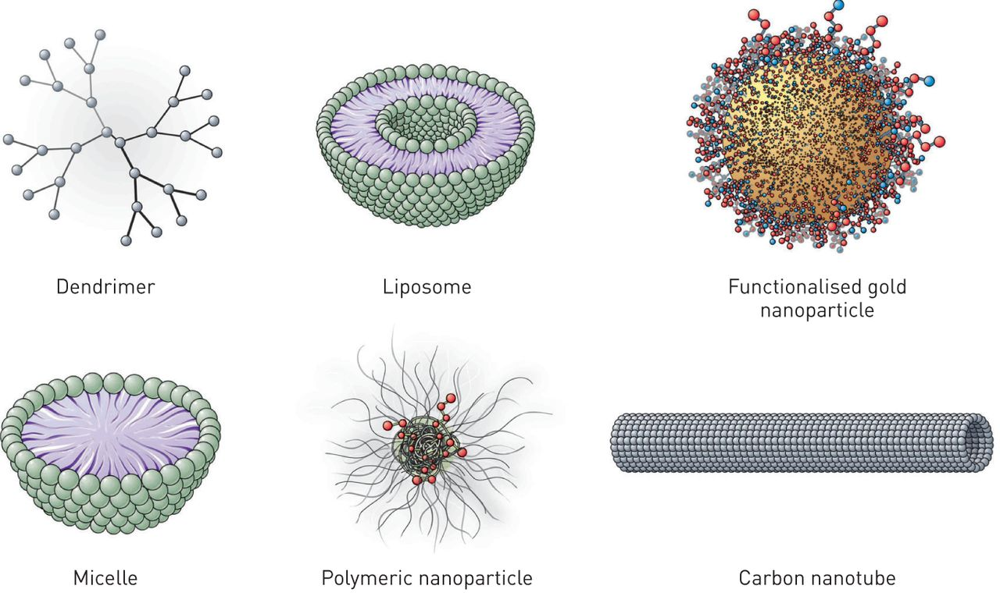 Dendrimer
Liposome
Functionalised gold
nanoparticle
Micelle
Polymeric nanoparticle
Carbon nanotube